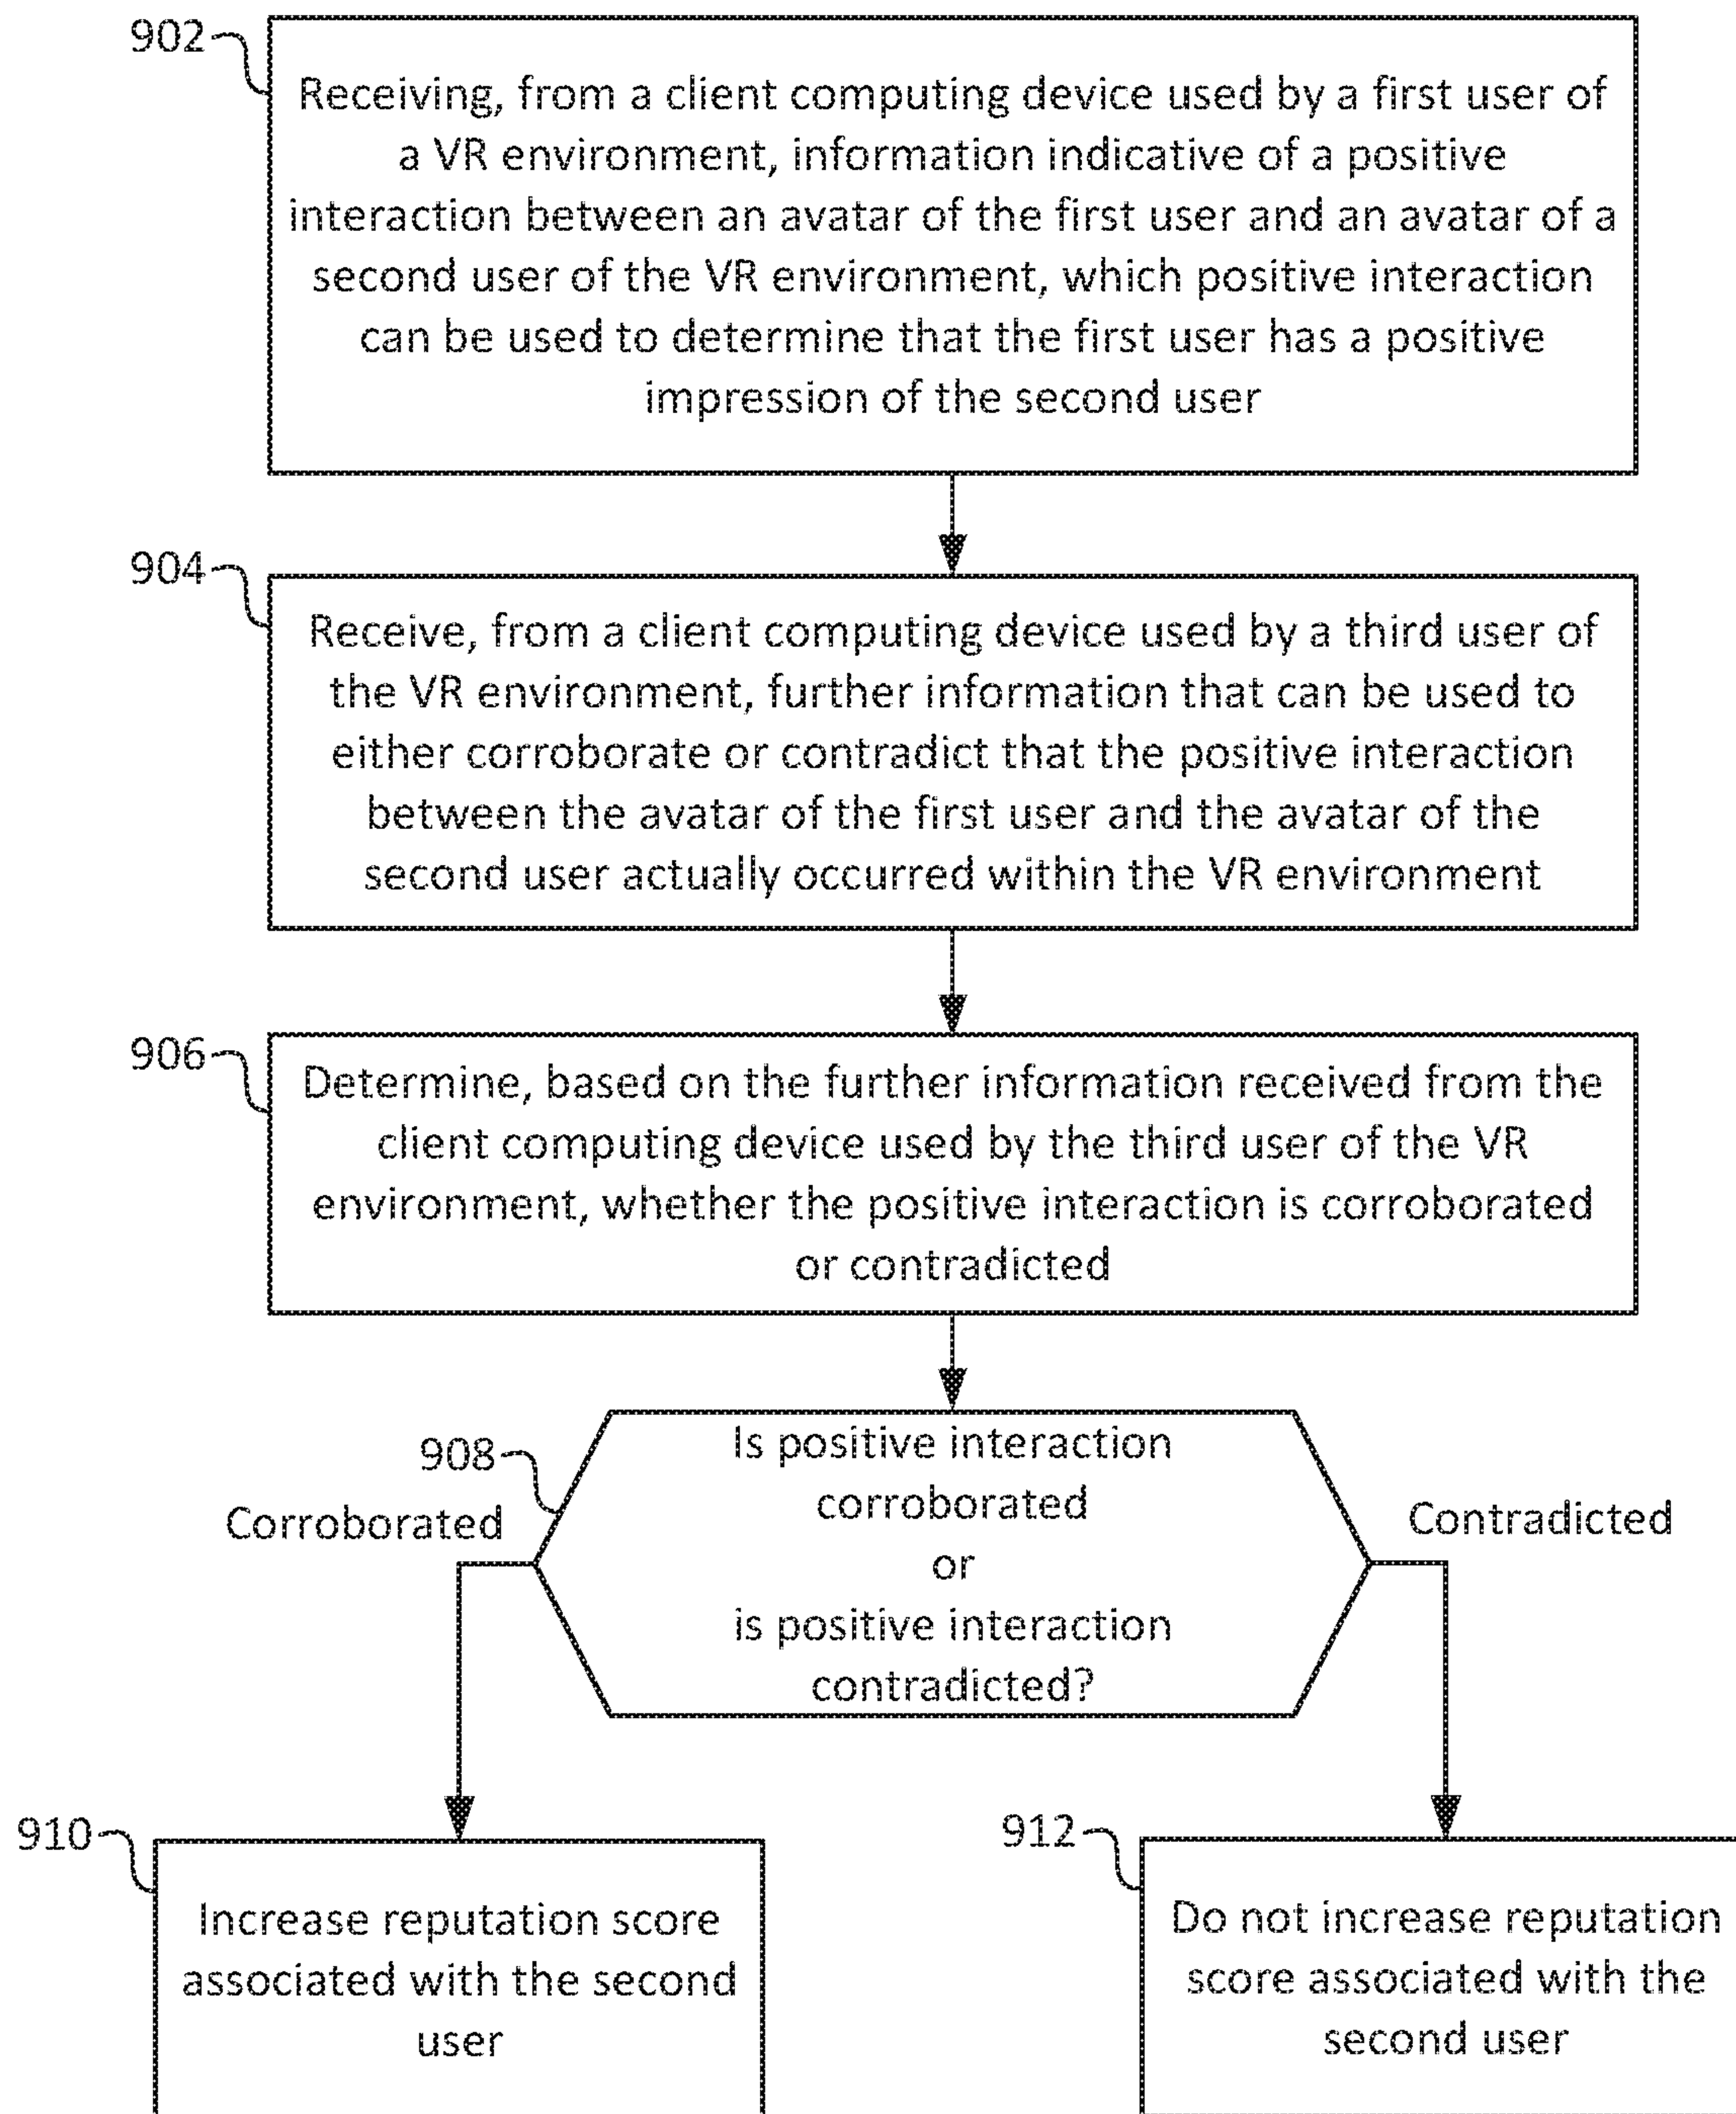 902
Receiving, from a client computing device used by a first user of
a VR environment, information indicative of a positive
interaction between an avatar of the first user and an avatar of a
second user of the VR environment, which positive interaction
can be used to determine that the first user has a positive
impression of the second user
904
Receive, from a client computing device used by a third user of
the VR environment, further information that can be used to
either corroborate or contradict that the positive interaction
between the avatar of the first user and the avatar of the
second user actually occurred within the VR environment
906
Determine, based on the further information received from the
client computing device used by the third user of the VR
environment, whether the positive interaction is corroborated
or contradicted
908
Is positive interaction
corroborated
or
is positive interaction
contradicted?
Corroborated
Contradicted
910
Increase reputation score
associated with the second
user
912
Do not increase reputation
score associated with the
second user